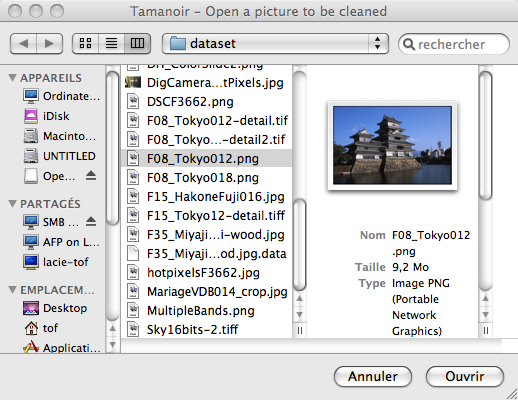 Tamanoir – Open a picture to be cleaned
dataset
rechercher
APPAREILS
Ordinate...
iDisk
Macinto...
UNTITLED
Ope...
PARTAGÉS
SMB ...
AFP on L...
lacie-tof
EMPLACEM...
Desktop
tof
Applicati...
DigCamera...tPixels.jpg
DSCF3662.png
F08_Tokyo012-detail.tif
F08_Tokyo...-detail2.tif
F08_Tokyo012.png
F08_Tokyo018.png
F15_HakoneFuji016.jpg
F15_Tokyo12-detail.tiff
F35_Miyaji...i-wood.jpg
F35_Miyaji...od.jpg.data
hotpixelsF3662.jpg
MariageVDB014_crop.jpg
MultipleBands.png
Sky16bits-2.tiff
Nom F08_Tokyo012
.png
Taille 9,2 Mo
Type Image PNG
(Portable
Network
Graphics)
Annuler
Ouvrir